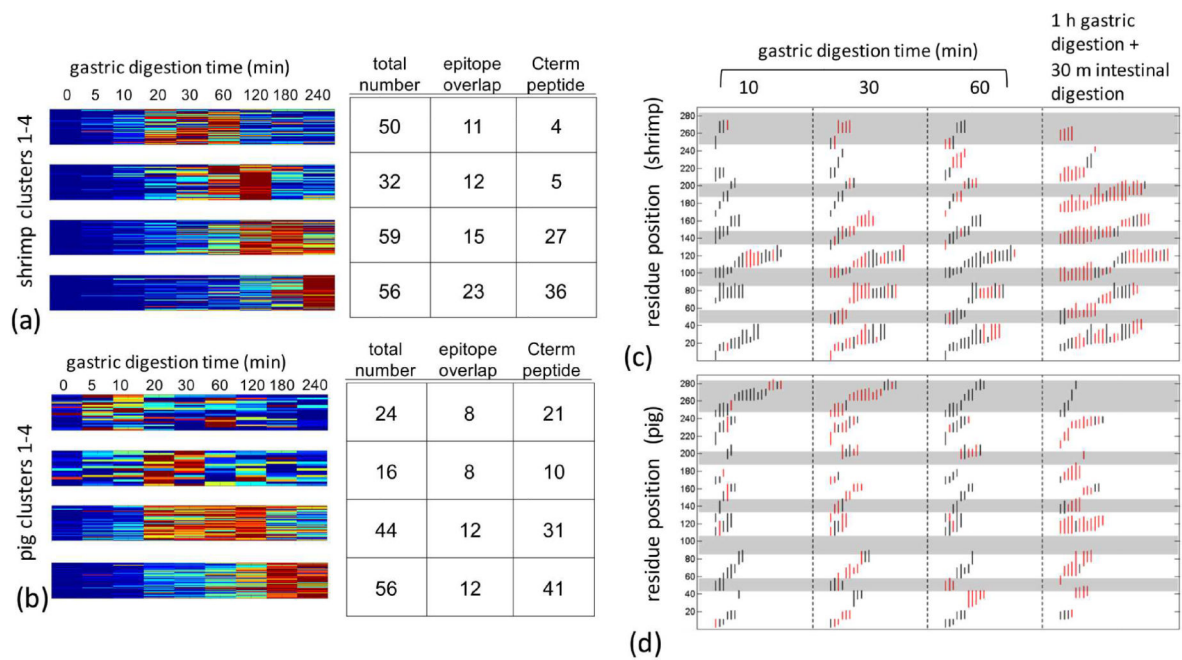 gastric digestion time (min)
0 5 10 20 30 60 120 180 240
shrimp clusters 1-4
(a)
total number epitope overlap Cterm peptide
50 11 4
32 12 5
59 15 27
56 23 36
gastric digestion time (min)
0 5 10 20 30 60 120 180 240
pig clusters 1-4
(b)
total number epitope overlap Cterm peptide
24 8 21
16 8 10
44 12 31
56 12 41
gastric digestion time (min)
10 30 60
1 h gastric
digestion +
30 m intestinal
digestion
residue position (shrimp)
280
260
240
220
200
180
160
140
120
100
80
60
40
20
(c)
residue position (pig)
280
260
240
220
200
180
160
140
120
100
80
60
40
20
(d)